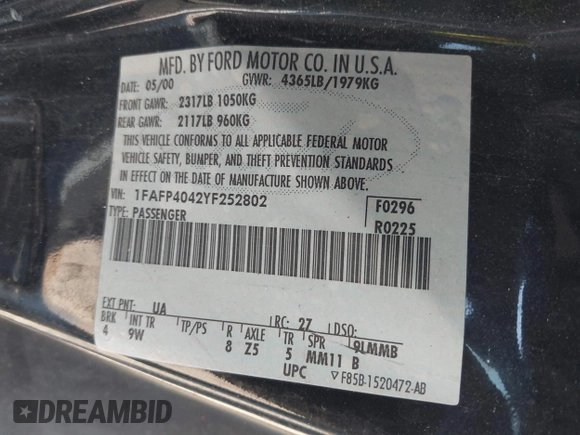 MFD. BY FORD MOTOR CO. IN U.S.A.
DATE: 05/00 GVWR: 4365LB/1979KG
FRONT GAWR: 2317LB 1050KG
REAR GAWR: 2117LB 960KG
THIS VEHICLE CONFORMS TO ALL APPLICABLE FEDERAL MOTOR
VEHICLE SAFETY, BUMPER, AND THEFT PREVENTION STANDARDS
IN EFFECT ON THE DATE OF MANUFACTURE SHOWN ABOVE.
VIN: 1FAFP4042YF252802
TYPE: PASSENGER
F0296
R0225
EXT PNT: UA RC: 27 DSO: 9LMMB
BRK INT TR TP/PS R AXLE TR SPR
4 9W 8 Z5 5 MM11 B
UPC ▽F85B-1520472-AB
AUTOBIDMASTER